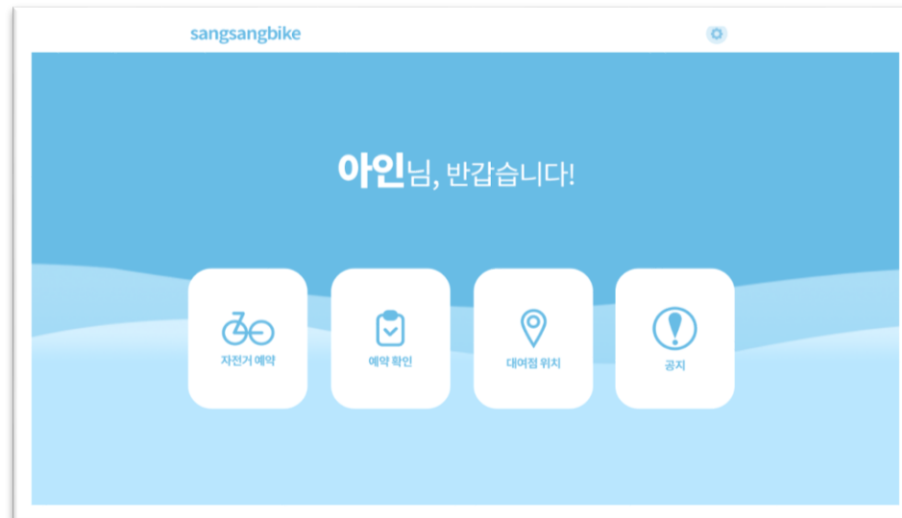 sangsangbike
아인님, 반갑습니다!
자전거 예약
예약 확인
대여점 위치
공지